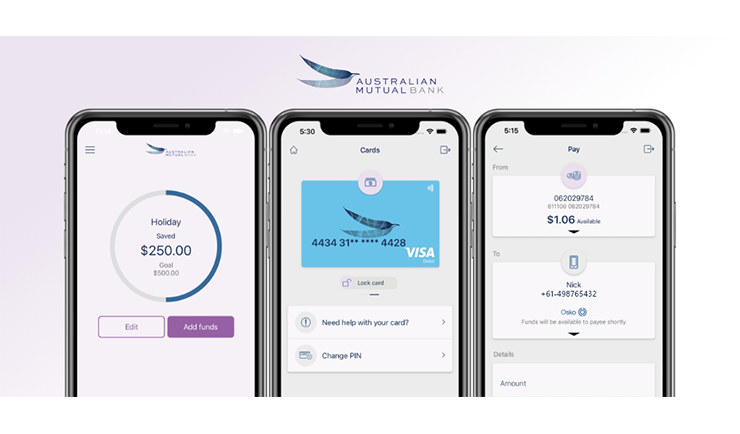 AUSTRALIAN
MUTUAL BANK
AUSTRALIAN
MUTUAL BANK
Holiday
Saved
$250.00
Goal
$500.00
Edit
Add funds
5:30
Cards
4434 31** **** 4428
VISA
Debit
Lock card
Need help with your card?
Change PIN
5:15
Pay
From
062029784
611100 062029784
$1.06 Available
To
Nick
+61-498765432
Osko
Funds will be available to payee shortly
Details
Amount